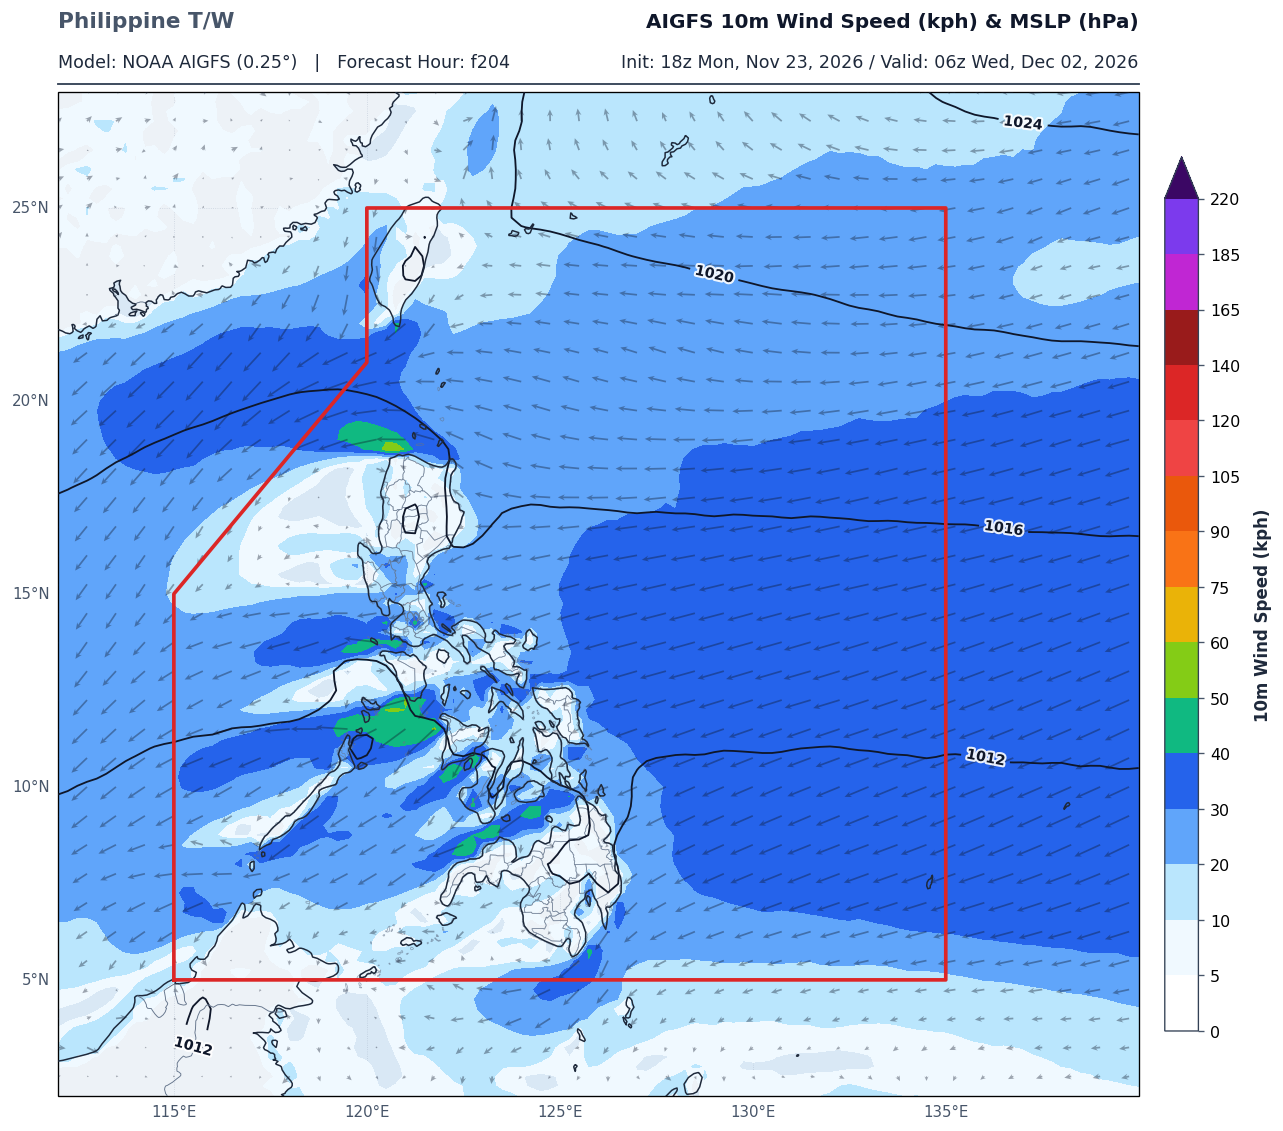 Philippine T/W
AIGFS 10m Wind Speed (kph) & MSLP (hPa)
Model: NOAA AIGFS (0.25°) | Forecast Hour: f204
Init: 18z Mon, Nov 23, 2026 / Valid: 06z Wed, Dec 02, 2026
1024
1020
1016
1012
1012
25°N
20°N
15°N
10°N
5°N
115°E
120°E
125°E
130°E
135°E
220
185
165
140
120
105
90
75
60
50
40
30
20
10
5
0
10m Wind Speed (kph)